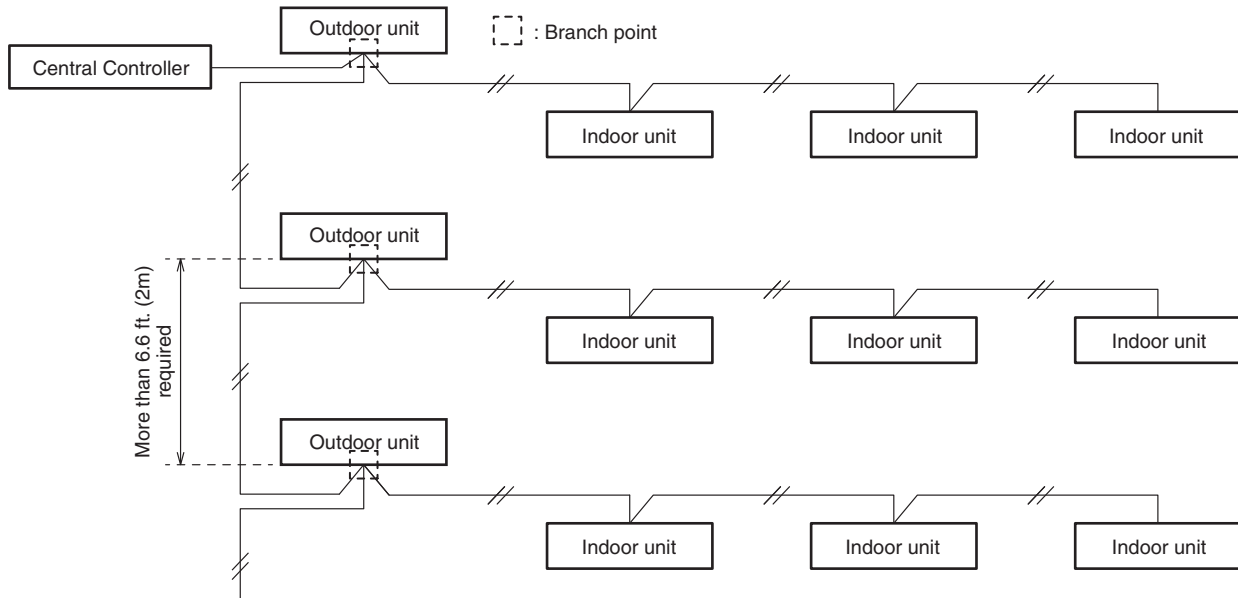 Outdoor unit
: Branch point
Central Controller
Indoor unit
Indoor unit
Indoor unit
Outdoor unit
More than 6.6 ft. (2m)
required
Indoor unit
Indoor unit
Indoor unit
Outdoor unit
Indoor unit
Indoor unit
Indoor unit